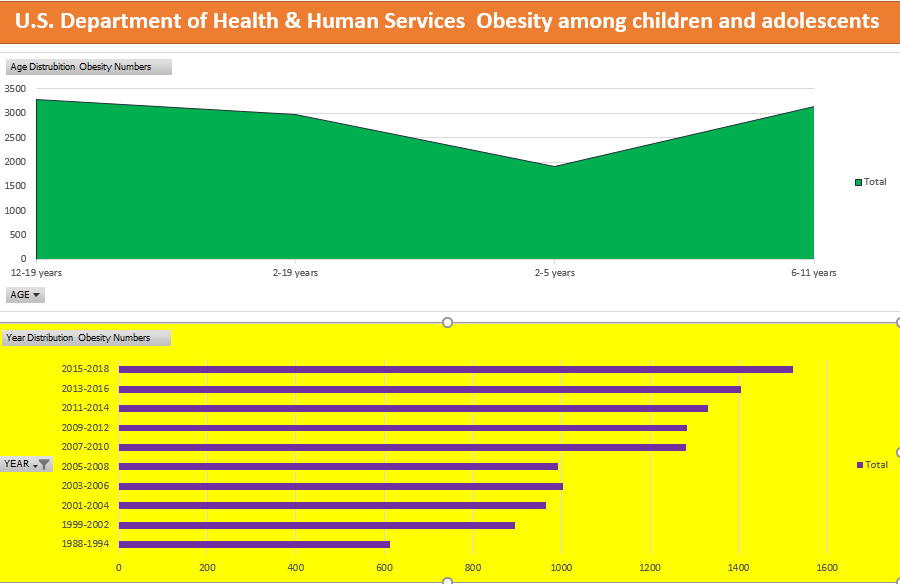 U.S. Department of Health & Human Services  Obesity among children and adolescents
Age Distrubition  Obesity Numbers
3500
3000
2500
2000
1500
1000
500
0
12-19 years 2-19 years 2-5 years 6-11 years
Total
AGE
Year Distribution  Obesity Numbers
2015-2018
2013-2016
2011-2014
2009-2012
2007-2010
YEAR
2005-2008
Total
2003-2006
2001-2004
1999-2002
1988-1994
0 200 400 600 800 1000 1200 1400 1600